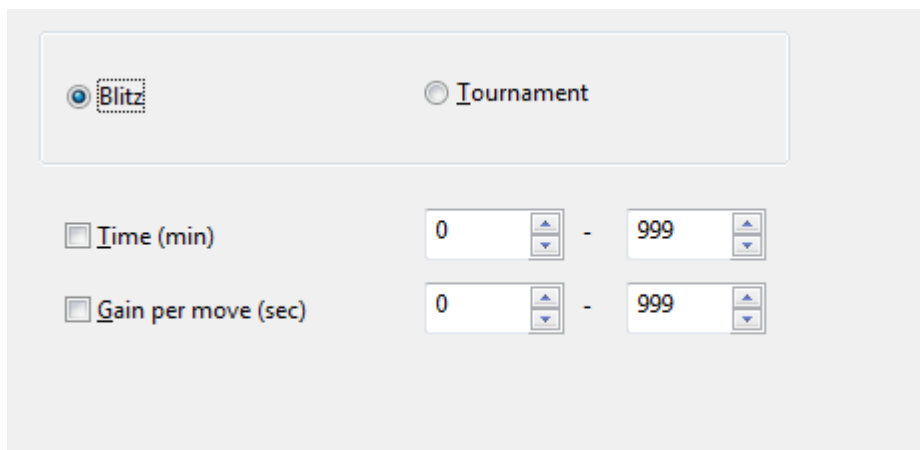 Blitz Tournament
Time (min) 0 - 999
Gain per move (sec) 0 - 999